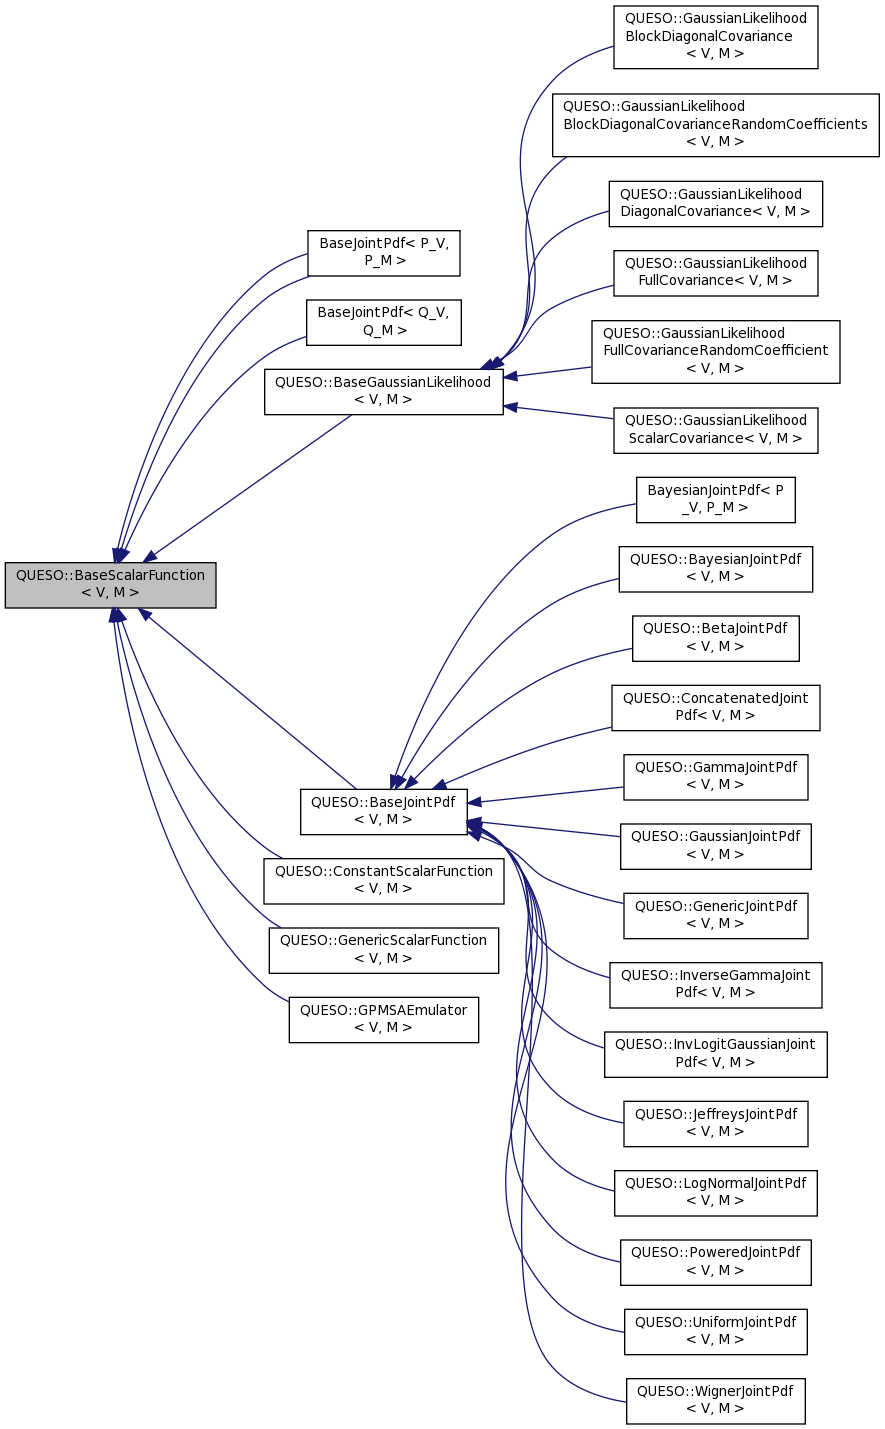 QUESO::GaussianLikelihood
BlockDiagonalCovariance
< V, M >
QUESO::GaussianLikelihood
BlockDiagonalCovarianceRandomCoefficients
< V, M >
QUESO::GaussianLikelihood
DiagonalCovariance< V, M >
BaseJointPdf< P_V,
P_M >
QUESO::GaussianLikelihood
FullCovariance< V, M >
BaseJointPdf< Q_V,
Q_M >
QUESO::GaussianLikelihood
FullCovarianceRandomCoefficient
< V, M >
QUESO::BaseGaussianLikelihood
< V, M >
QUESO::GaussianLikelihood
ScalarCovariance< V, M >
BayesianJointPdf< P
_V, P_M >
QUESO::BayesianJointPdf
< V, M >
QUESO::BaseScalarFunction
< V, M >
QUESO::BetaJointPdf
< V, M >
QUESO::ConcatenatedJoint
Pdf< V, M >
QUESO::GammaJointPdf
< V, M >
QUESO::BaseJointPdf
< V, M >
QUESO::GaussianJointPdf
< V, M >
QUESO::ConstantScalarFunction
< V, M >
QUESO::GenericJointPdf
< V, M >
QUESO::GenericScalarFunction
< V, M >
QUESO::InverseGammaJoint
Pdf< V, M >
QUESO::GPMSAEmulator
< V, M >
QUESO::InvLogitGaussianJoint
Pdf< V, M >
QUESO::JeffreysJointPdf
< V, M >
QUESO::LogNormalJointPdf
< V, M >
QUESO::PoweredJointPdf
< V, M >
QUESO::UniformJointPdf
< V, M >
QUESO::WignerJointPdf
< V, M >